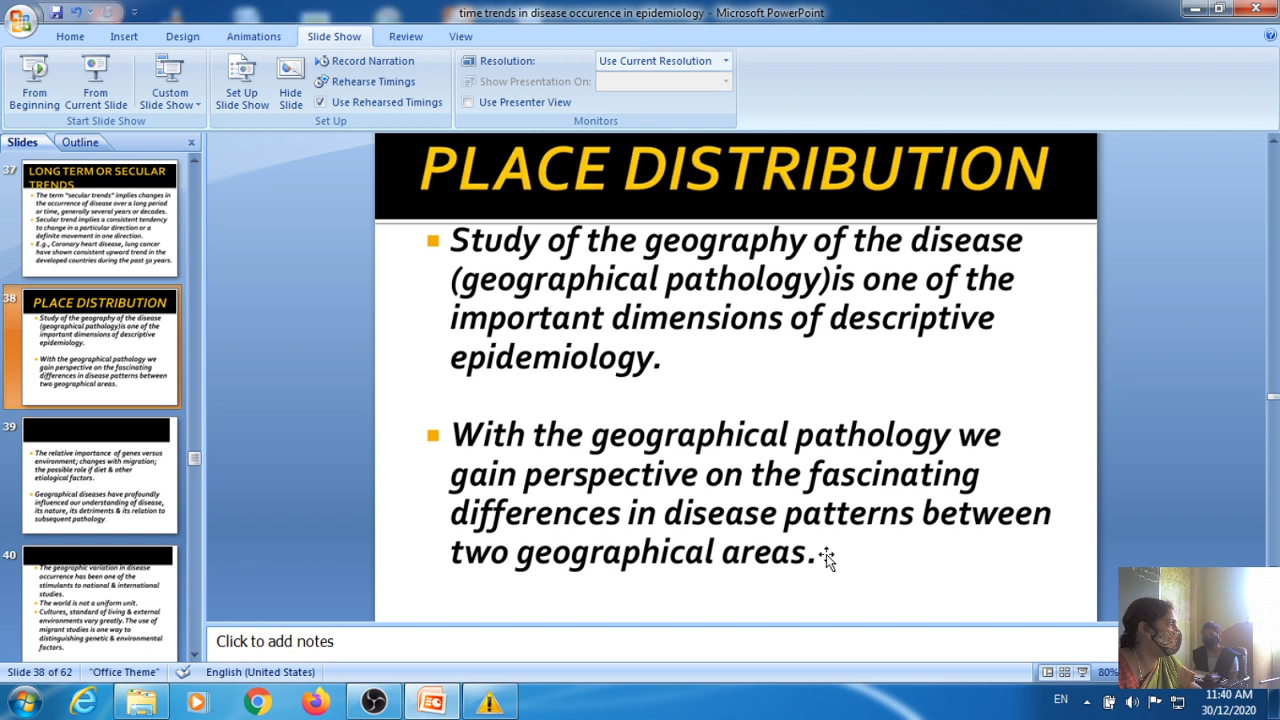 time trends in disease occurence in epidemiology - Microsoft PowerPoint
Home Insert Design Animations Slide Show Review View
From Beginning
From Current Slide
Custom Slide Show
Start Slide Show
Set Up Slide Show
Hide Slide
Record Narration
Rehearse Timings
Use Rehearsed Timings
Set Up
Resolution: Use Current Resolution
Show Presentation On:
Use Presenter View
Monitors
Slides Outline
37
LONG TERM OR SECULAR
TRENDS
The term "secular trends" implies changes in
the occurrence of disease over a long period
or time, generally several years or decades.
Secular trend implies a consistent tendency
to change in a particular direction or a
definite movement in one direction.
E.g., Coronary heart disease, lung cancer
have shown consistent upward trend in the
developed countries during the past 50 years.
38
PLACE DISTRIBUTION
Study of the geography of the disease
(geographical pathology)is one of the
important dimensions of descriptive
epidemiology.
With the geographical pathology we
gain perspective on the fascinating
differences in disease patterns between
two geographical areas.
39
The relative importance of genes versus
environment; changes with migration;
the possible role if diet & other
etiological factors.
Geographical diseases have profoundly
influenced our understanding of disease,
its nature, its detriments & its relation to
subsequent pathology
40
The geographic variation in disease
occurrence has been one of the
stimulants to national & international
studies.
The world is not a uniform unit.
Cultures, standard of living & external
environments vary greatly. The use of
migrant studies is one way to
distinguishing genetic & environmental
factors.
PLACE DISTRIBUTION
Study of the geography of the disease
(geographical pathology)is one of the
important dimensions of descriptive
epidemiology.
With the geographical pathology we
gain perspective on the fascinating
differences in disease patterns between
two geographical areas.
Click to add notes
Slide 38 of 62 "Office Theme" English (United States) 80%
EN
11:40 AM
30/12/2020